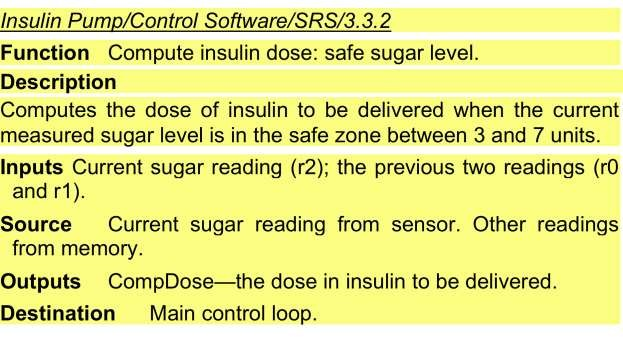 Insulin Pump/Control Software/SRS/3.3.2
Function Compute insulin dose: safe sugar level.
Description
Computes the dose of insulin to be delivered when the current
measured sugar level is in the safe zone between 3 and 7 units.
Inputs Current sugar reading (r2); the previous two readings (r0
and r1).
Source Current sugar reading from sensor. Other readings
from memory.
Outputs CompDose—the dose in insulin to be delivered.
Destination Main control loop.